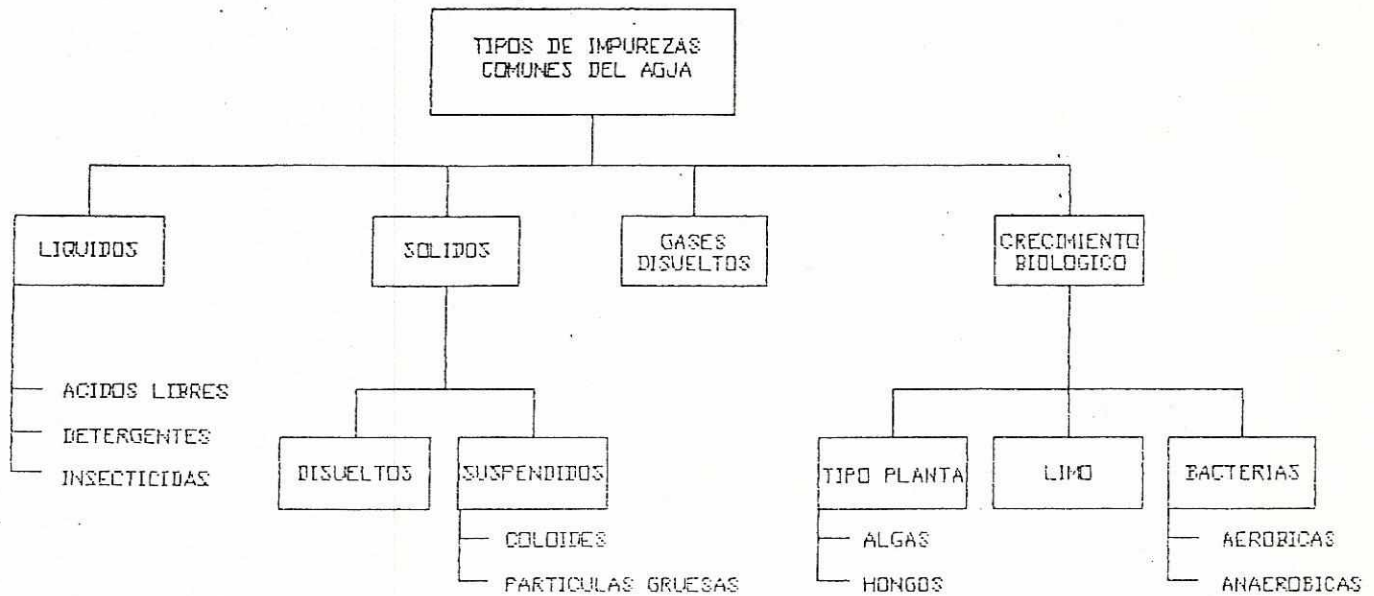 TIPOS DE IMPUREZAS
COMUNES DEL AGUA
LIQUIDOS
SOLIDOS
GASES
DISUELTOS
CRECIMIENTO
BIOLOGICO
ACIDOS LIBRES
DETERGENTES
INSECTICIDAS
DISUELTOS
SUSPENDIDOS
COLOIDES
PARTICULAS GRUESAS
TIPO PLANTA
ALGAS
HONGOS
LIMO
BACTERIAS
AEROBICAS
ANAEROBICAS